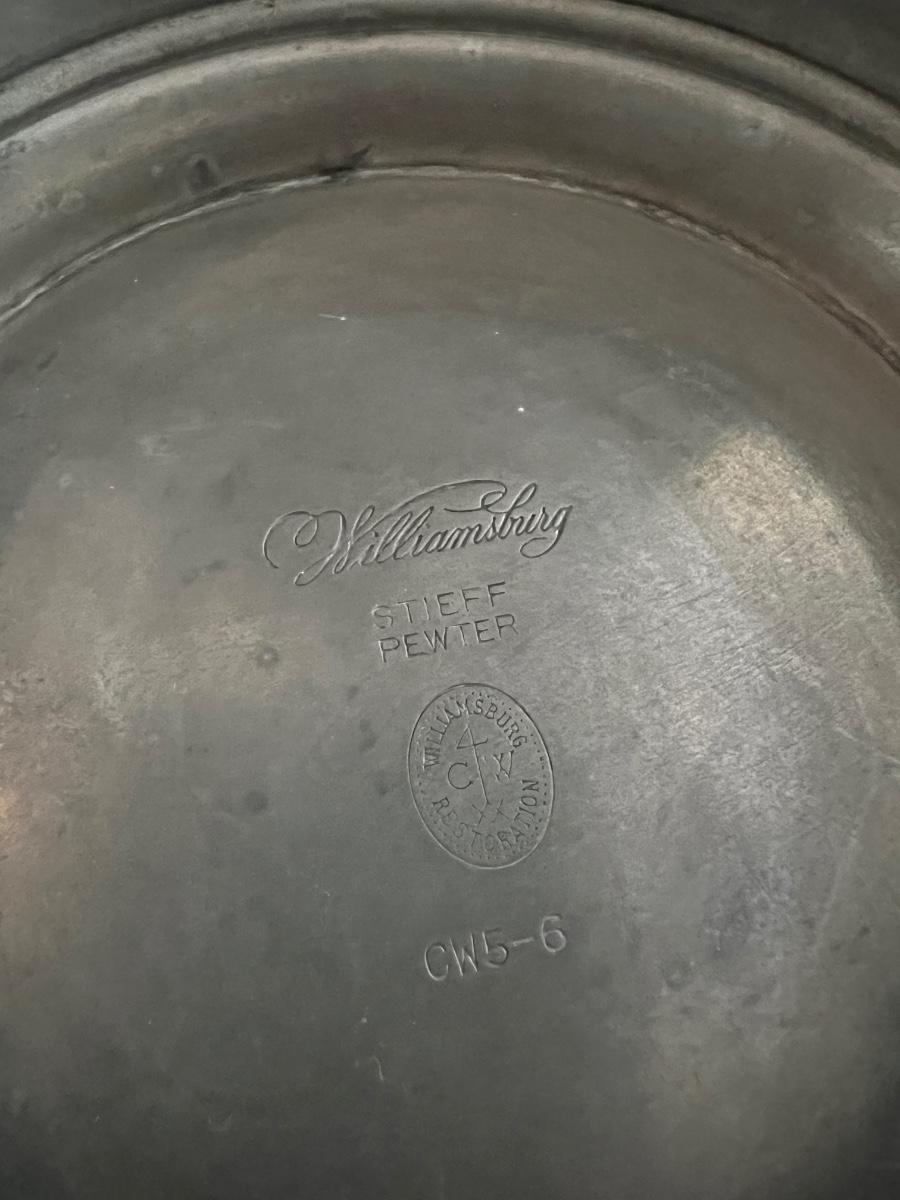 Williamsburg
STIEFF
PEWTER
WILLIAMSBURG
C W
RESTORATION
CW5-6